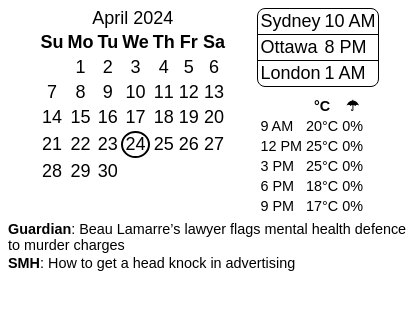 April 2024
Su Mo Tu We Th Fr Sa
1 2 3 4 5 6
7 8 9 10 11 12 13
14 15 16 17 18 19 20
21 22 23 24 25 26 27
28 29 30
Sydney 10 AM
Ottawa 8 PM
London 1 AM
°C ☂
9 AM 20°C 0%
12 PM 25°C 0%
3 PM 25°C 0%
6 PM 18°C 0%
9 PM 17°C 0%
Guardian: Beau Lamarre’s lawyer flags mental health defence
to murder charges
SMH: How to get a head knock in advertising